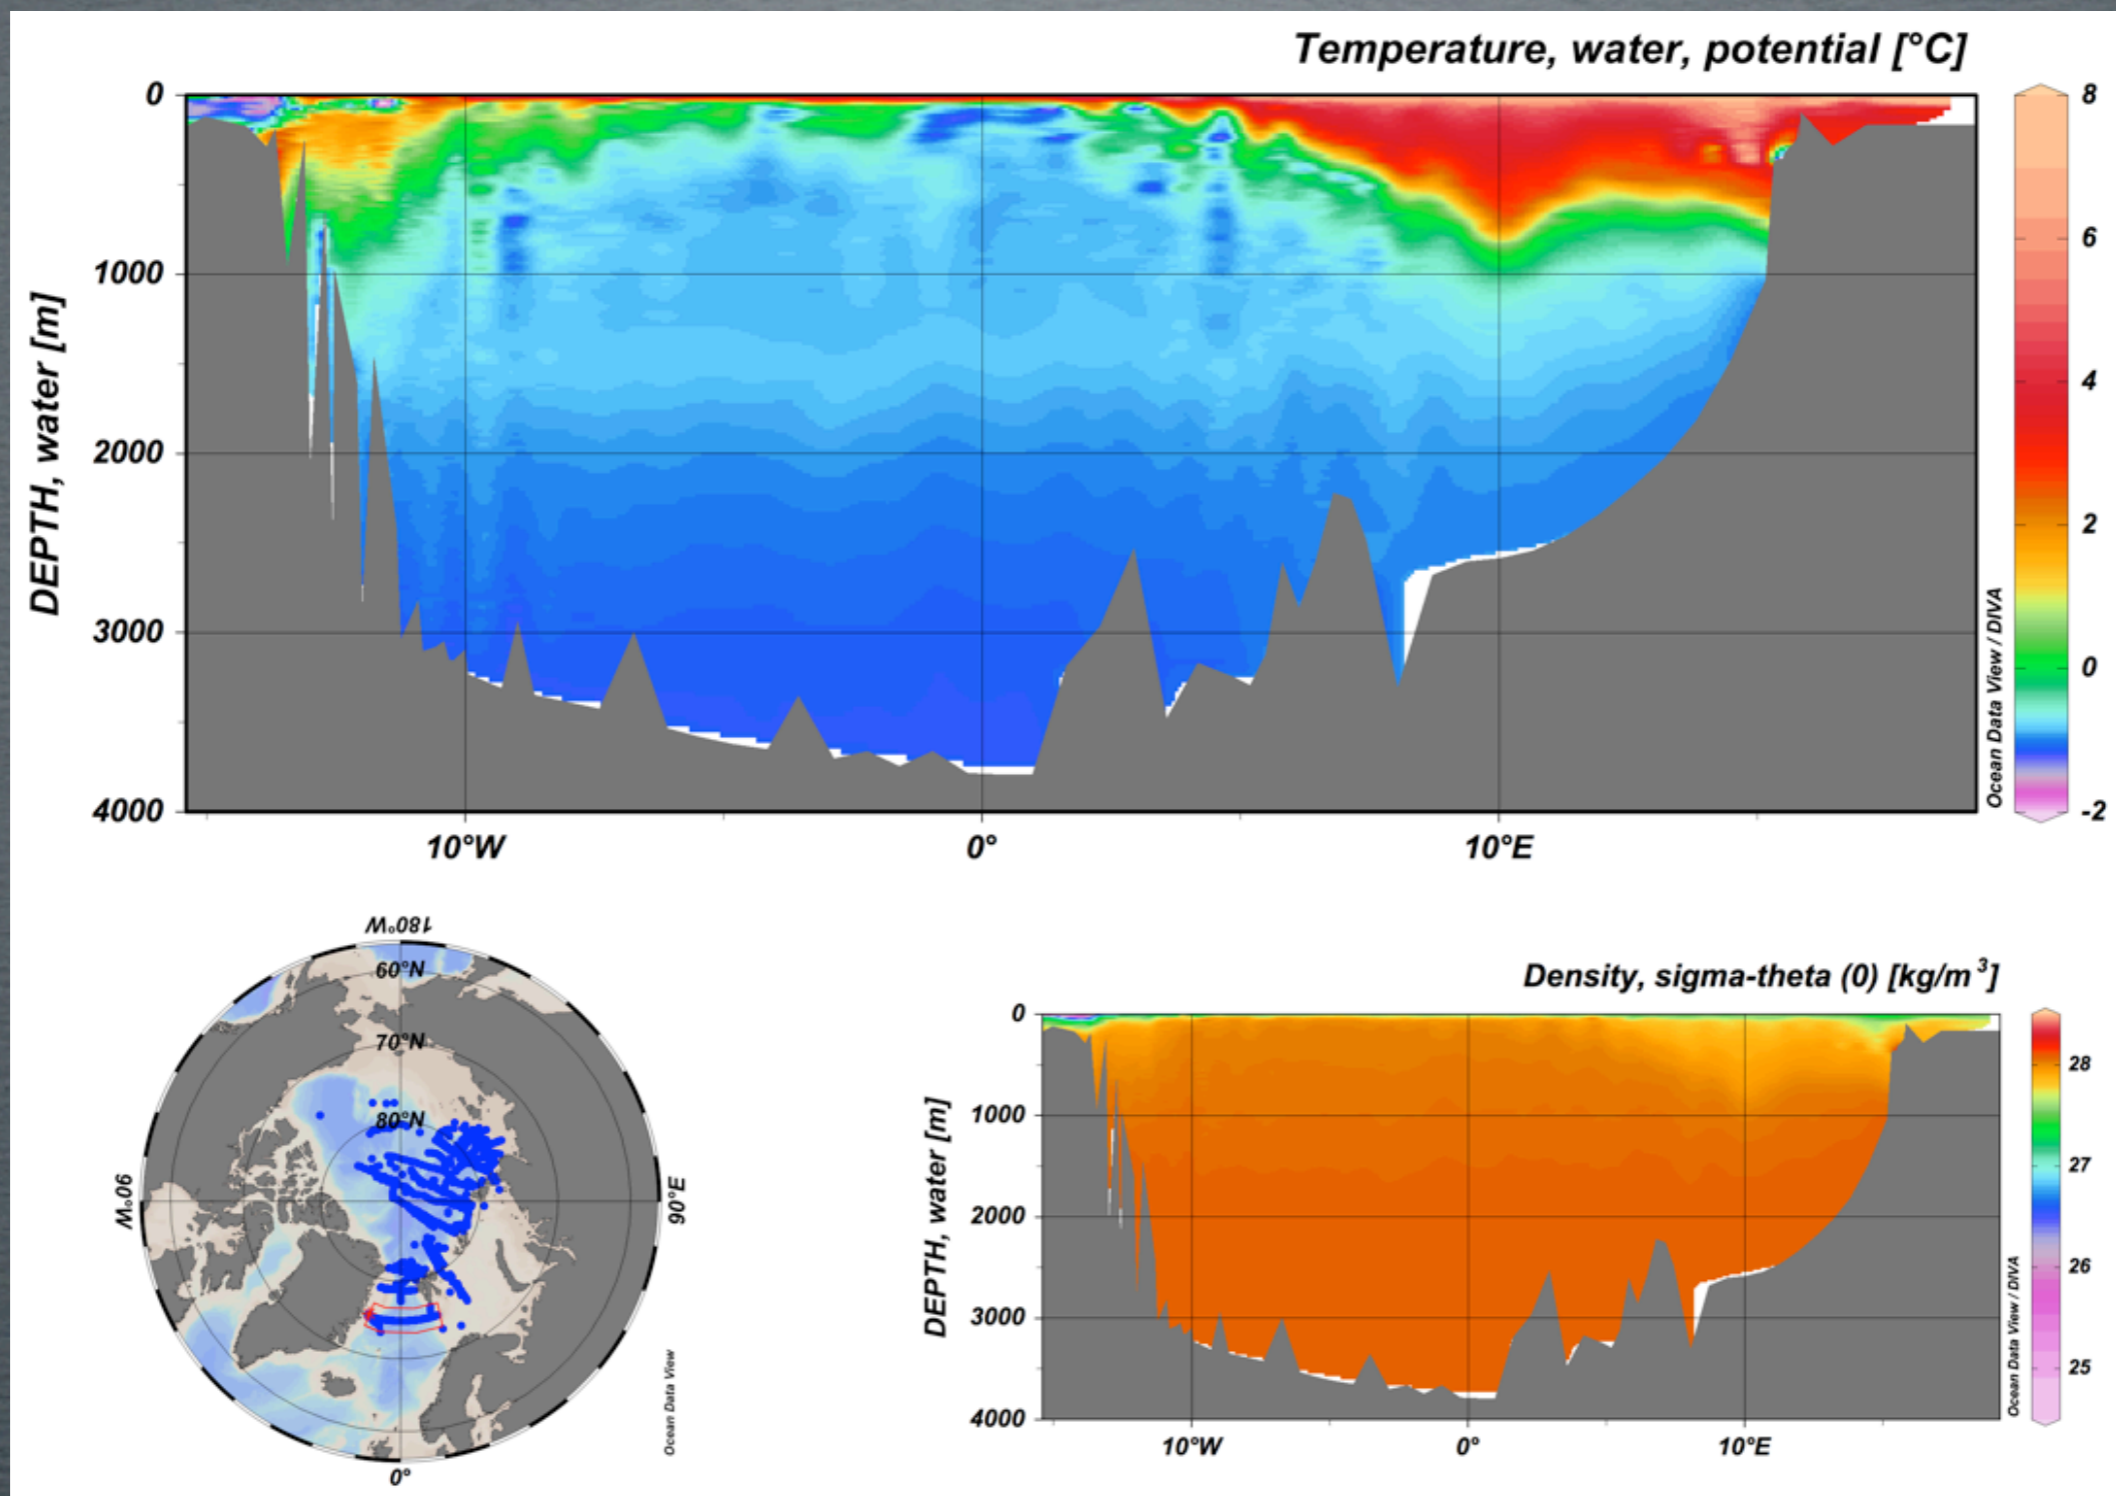 Temperature, water, potential [°C]
DEPTH, water [m]
0
1000
2000
3000
4000
10°W
0°
10°E
8
6
4
2
0
-2
Ocean Data View / DIVA
180°W
60°N
70°N
80°N
90°W
90°E
0°
Ocean Data View
Density, sigma-theta (0) [kg/m³]
DEPTH, water [m]
0
1000
2000
3000
4000
10°W
0°
10°E
28
27
26
25
Ocean Data View / DIVA